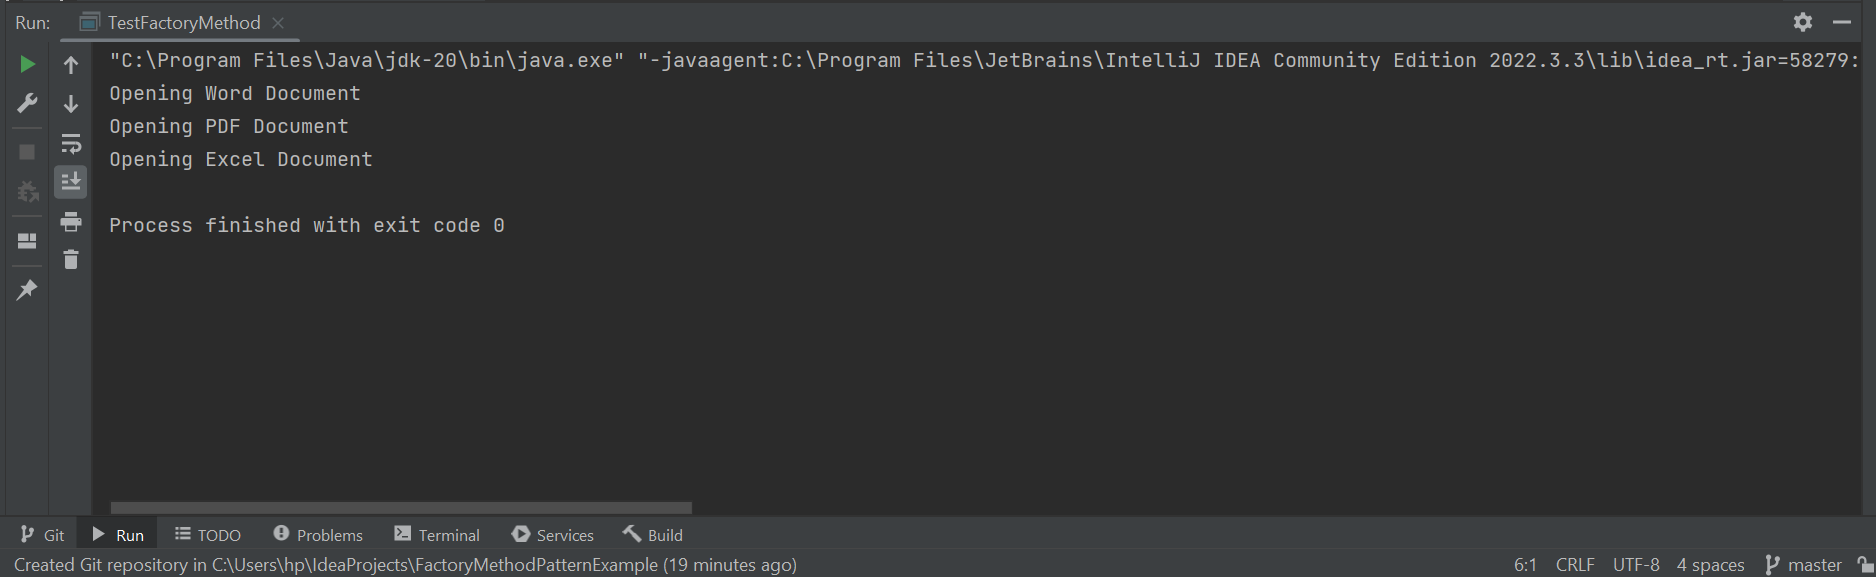 Run: TestFactoryMethod
"C:\Program Files\Java\jdk-20\bin\java.exe" "-javaagent:C:\Program Files\JetBrains\IntelliJ IDEA Community Edition 2022.3.3\lib\idea_rt.jar=58279:
Opening Word Document
Opening PDF Document
Opening Excel Document
Process finished with exit code 0
Git Run TODO Problems Terminal Services Build
Created Git repository in C:\Users\hp\IdeaProjects\FactoryMethodPatternExample (19 minutes ago) 6:1 CRLF UTF-8 4 spaces master